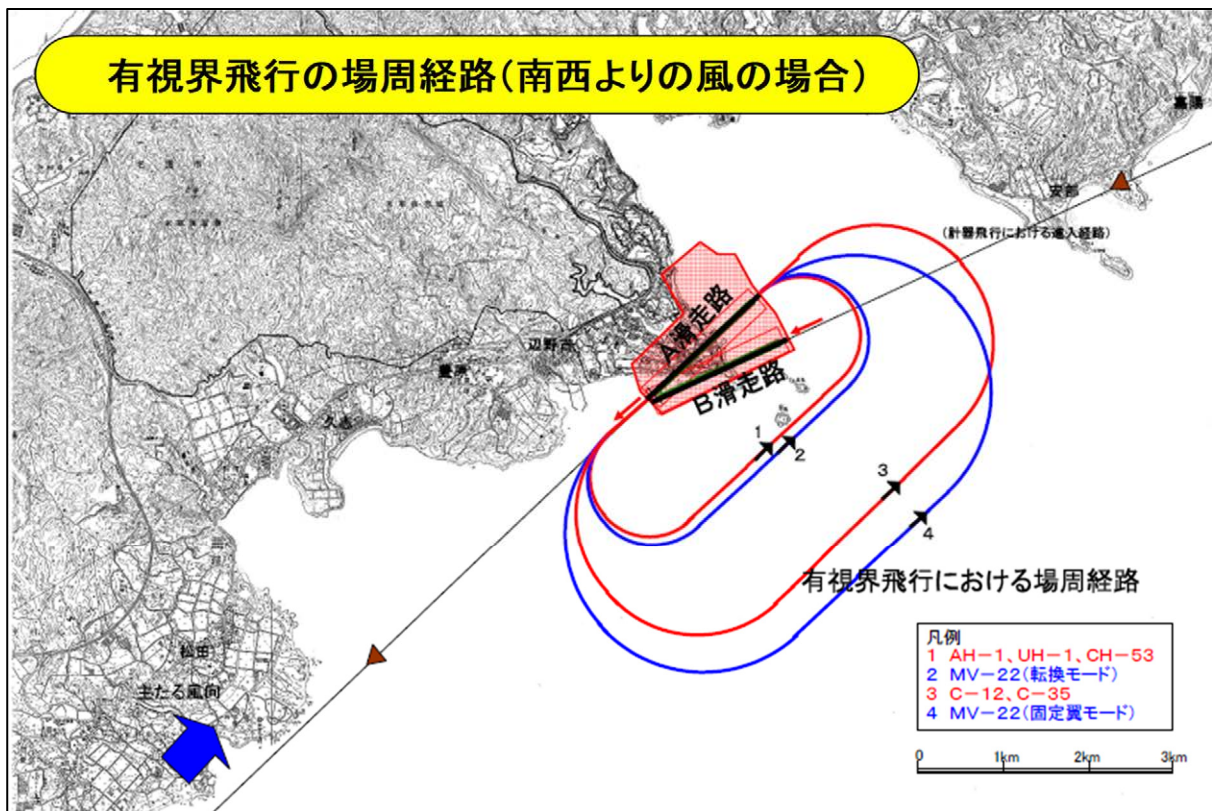 有視界飛行の場周経路(南西よりの風の場合)
嘉陽
安部
(計器飛行における進入経路)
A滑走路
辺野古
豊原
B滑走路
久志
1
2
3
4
有視界飛行における場周経路
松田
主たる風向
凡例
1 AH-1、UH-1、CH-53
2 MV-22(転換モード)
3 C-12、C-35
4 MV-22(固定翼モード)
0 1km 2km 3km